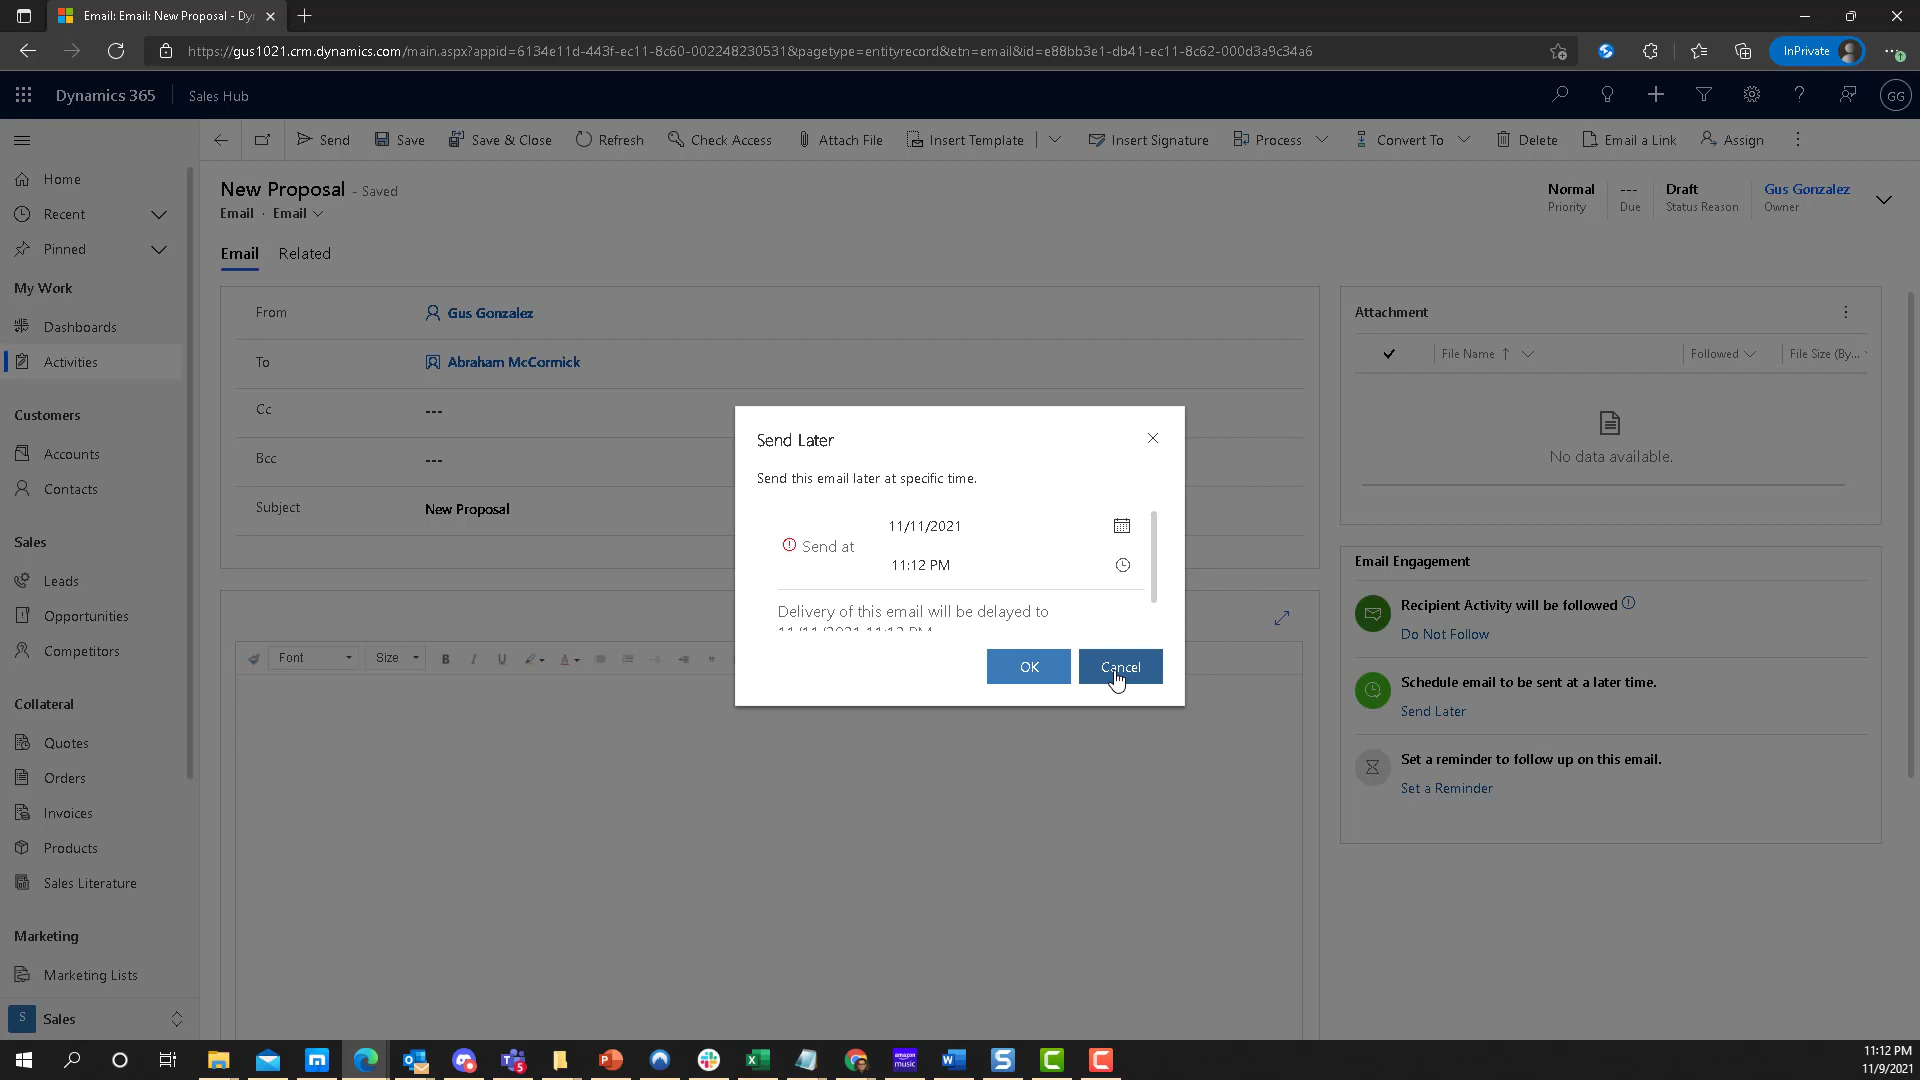 Email: Email: New Proposal - Dy
https://gus1021.crm.dynamics.com/main.aspx?appid=6134e11d-443f-ec11-8c60-002248230531&pagetype=entityrecord&etn=email&id=e88bb3e1-db41-ec11-8c62-000d3a9c34a6
InPrivate
Dynamics 365
Sales Hub
GG
Send
Save
Save & Close
Refresh
Check Access
Attach File
Insert Template
Insert Signature
Process
Convert To
Delete
Email a Link
Assign
Home
Recent
Pinned
My Work
Dashboards
Activities
Customers
Accounts
Contacts
Sales
Leads
Opportunities
Competitors
Collateral
Quotes
Orders
Invoices
Products
Sales Literature
Marketing
Marketing Lists
S Sales
New Proposal - Saved
Email · Email
Normal
Priority
---
Due
Draft
Status Reason
Gus Gonzalez
Owner
Email Related
From Gus Gonzalez
To Abraham McCormick
Cc ---
Bcc ---
Subject New Proposal
Font Size B I U A
Send Later
Send this email later at specific time.
11/11/2021
Send at
11:12 PM
Delivery of this email will be delayed to
11/11/2021 11:12 PM
OK Cancel
Attachment
File Name ↑ Followed File Size (By...
No data available.
Email Engagement
Recipient Activity will be followed
Do Not Follow
Schedule email to be sent at a later time.
Send Later
Set a reminder to follow up on this email.
Set a Reminder
11:12 PM
11/9/2021